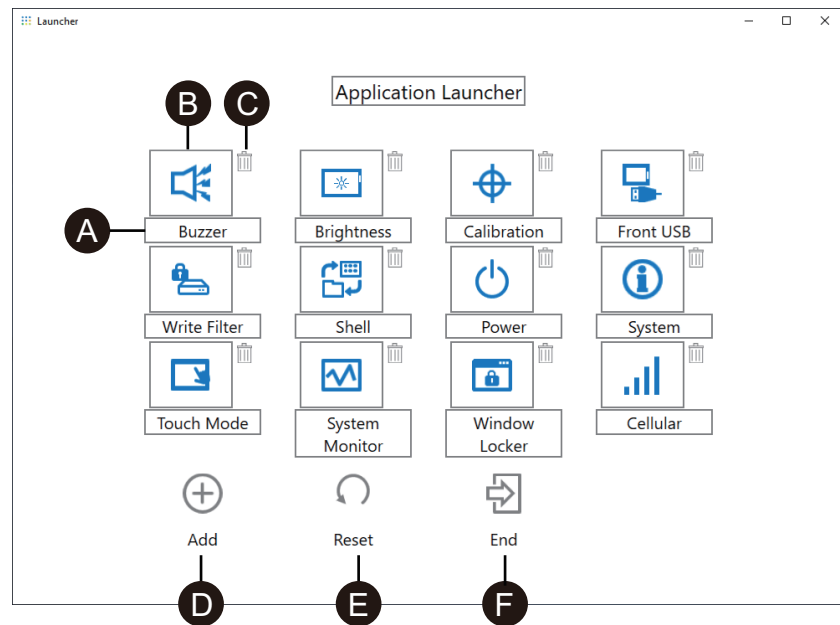 Launcher
Application Launcher
B
C
A
Buzzer
Brightness
Calibration
Front USB
Write Filter
Shell
Power
System
Touch Mode
System
Monitor
Window
Locker
Cellular
Add
Reset
End
D
E
F